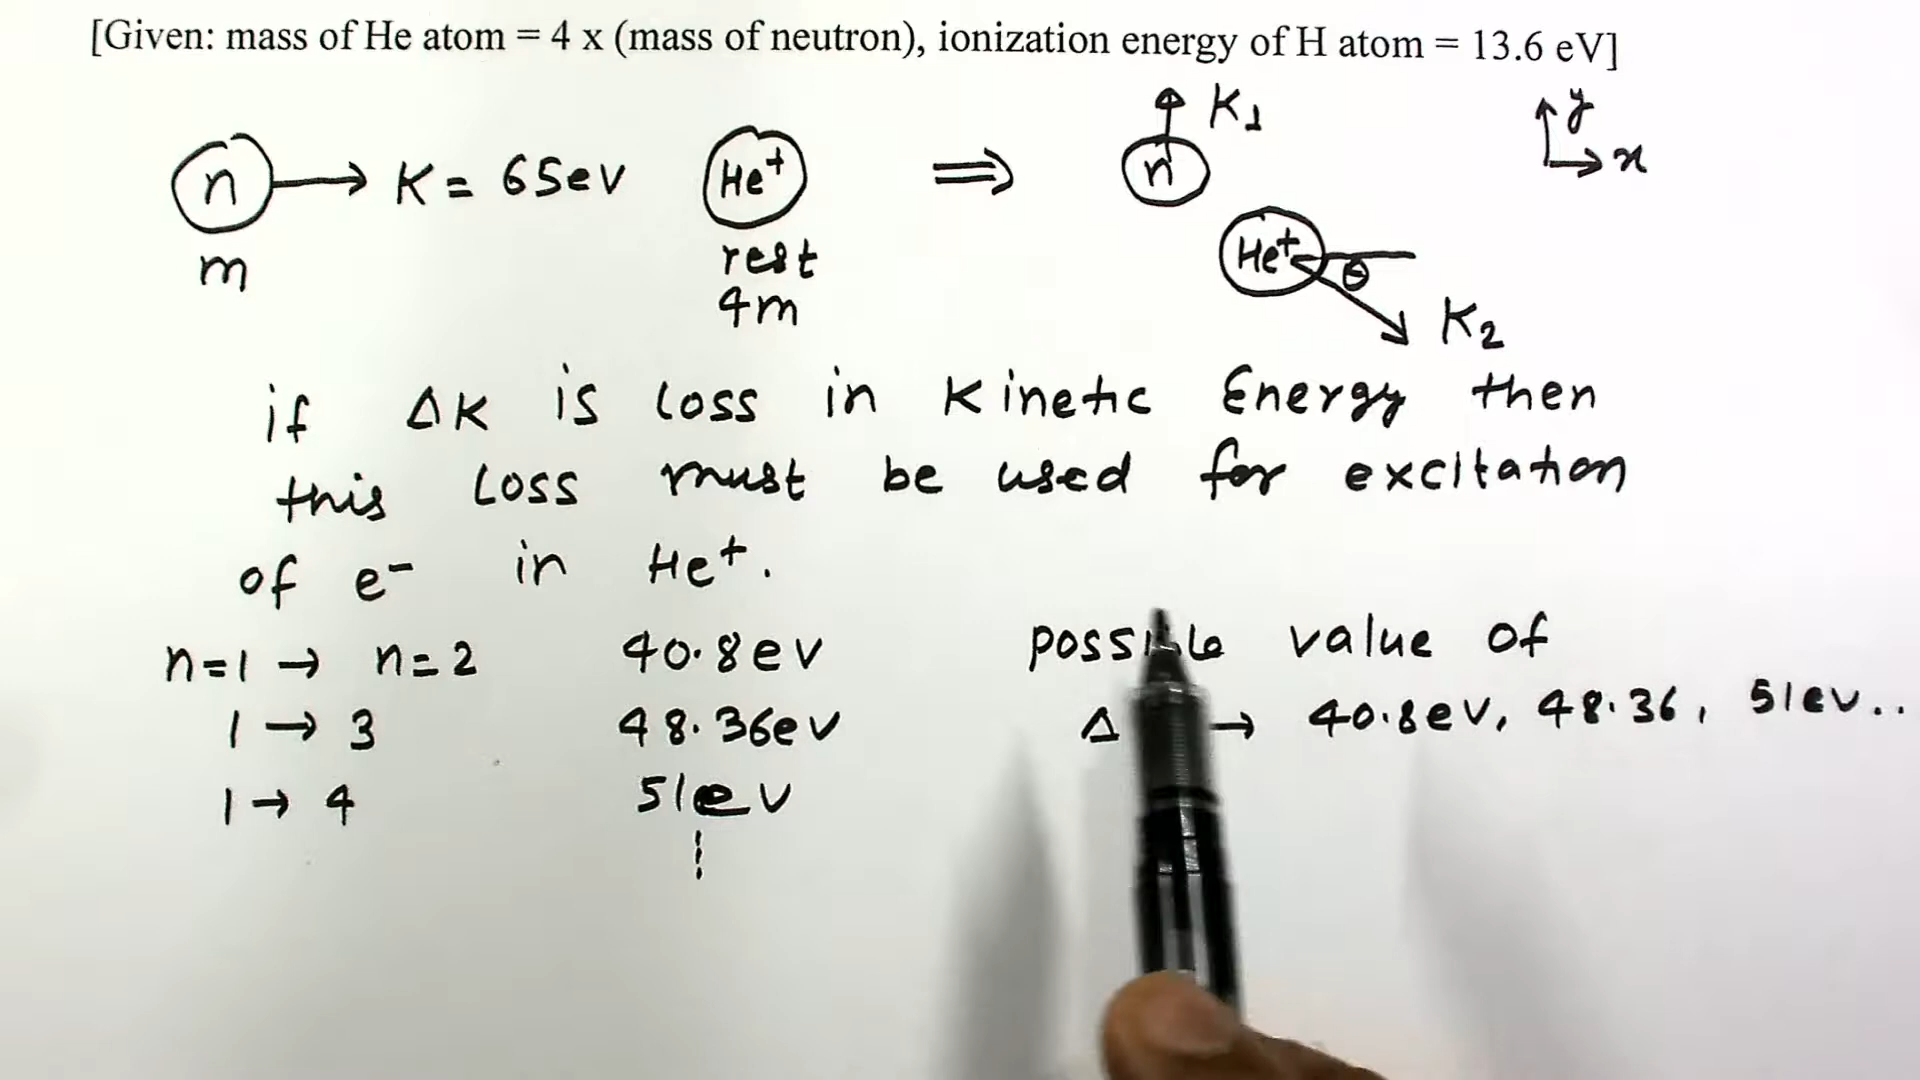 [Given: mass of He atom = 4 x (mass of neutron), ionization energy of H atom = 13.6 eV]
K₁
y
x
n → K = 65ev He⁺ ⇒ n
m rest
4m
He⁺ θ
K₂
if ΔK is loss in Kinetic Energy then
this Loss must be used for excitation
of e⁻ in He⁺.
n=1 → n=2 40.8ev
1 → 3 48.36ev
1 → 4 51ev
possible value of
Δ → 40.8eV, 48.36, 51ev..